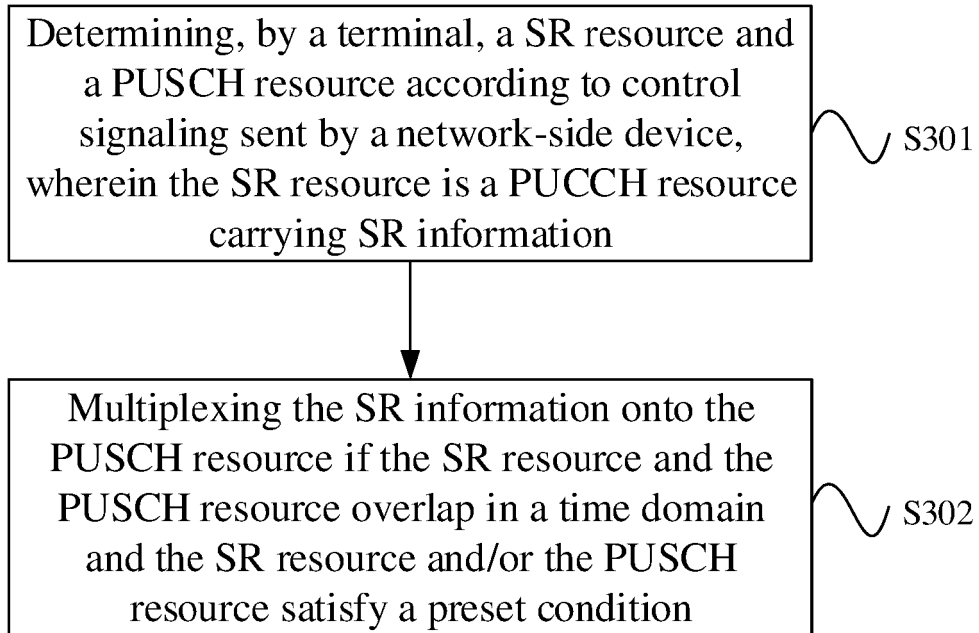 Determining, by a terminal, a SR resource and
a PUSCH resource according to control
signaling sent by a network-side device,
wherein the SR resource is a PUCCH resource
carrying SR information
S301
Multiplexing the SR information onto the
PUSCH resource if the SR resource and the
PUSCH resource overlap in a time domain
and the SR resource and/or the PUSCH
resource satisfy a preset condition
S302